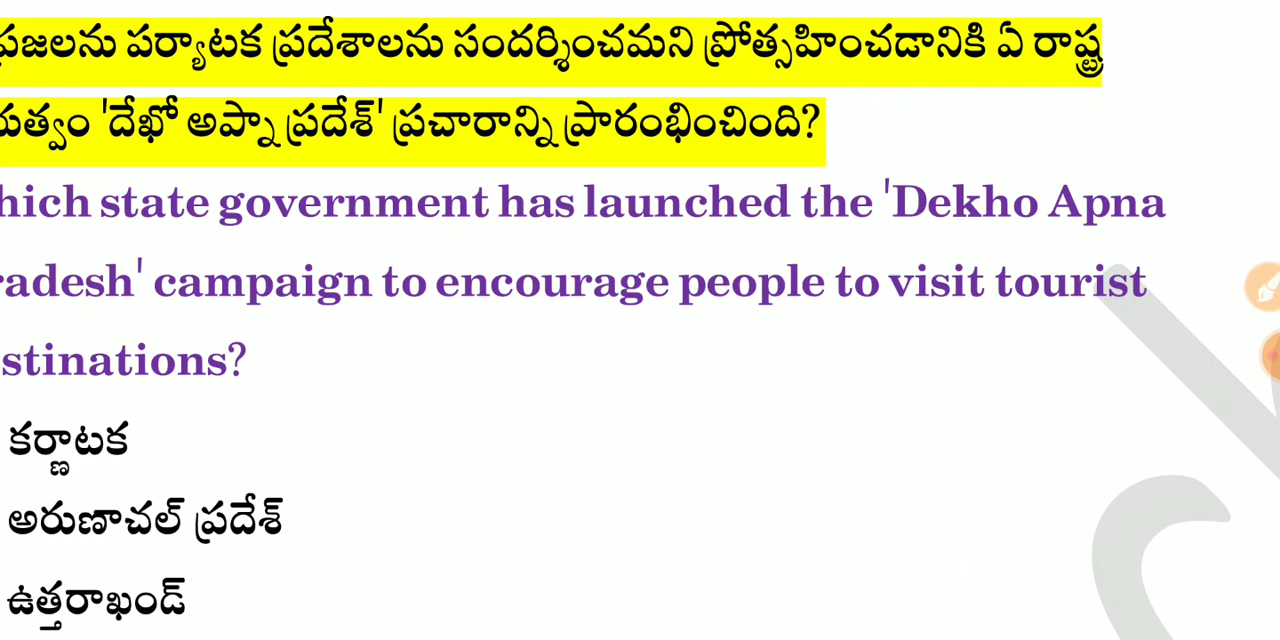 ప్రజలను పర్యాటక ప్రదేశాలను సందర్శించమని ప్రోత్సహించడానికి ఏ రాష్ట్ర
'దేఖో అప్నా ప్రదేశ్' ప్రచారాన్ని ప్రారంభించింది?
hich state government has launched the 'Dekho Apna
radesh' campaign to encourage people to visit tourist
stinations?
కర్ణాటక
అరుణాచల్ ప్రదేశ్
ఉత్తరాఖండ్